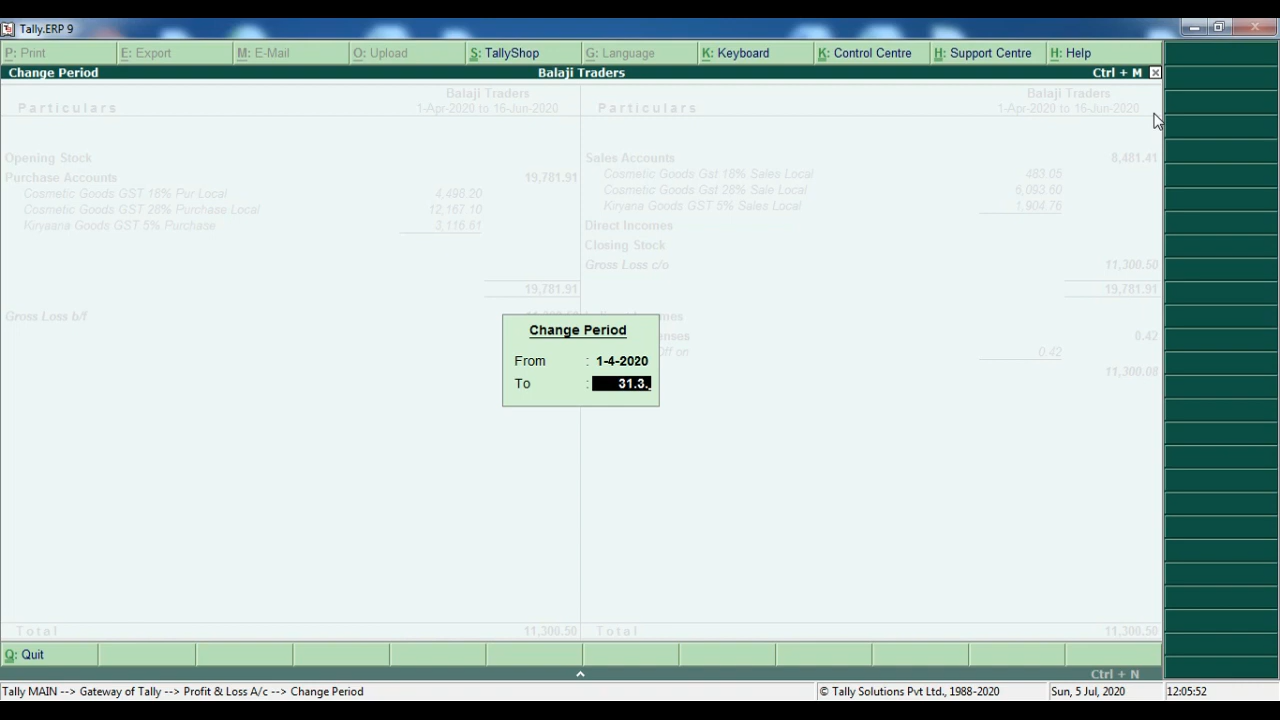 Tally.ERP 9
P: Print E: Export M: E-Mail O: Upload S: TallyShop G: Language K: Keyboard K: Control Centre H: Support Centre H: Help
Change Period Balaji Traders Ctrl + M
Particulars Balaji Traders
1-Apr-2020 to 16-Jun-2020
Particulars Balaji Traders
1-Apr-2020 to 16-Jun-2020
Opening Stock
Purchase Accounts 19,781.91
Cosmetic Goods GST 18% Pur Local 4,498.20
Cosmetic Goods GST 28% Purchase Local 12,167.10
Kiryaana Goods GST 5% Purchase 3,116.61
19,781.91
Gross Loss b/f
Sales Accounts 8,481.41
Cosmetic Goods Gst 18% Sales Local 483.05
Cosmetic Goods Gst 28% Sale Local 6,093.60
Kiryana Goods GST 5% Sales Local 1,904.76
Direct Incomes
Closing Stock
Gross Loss c/o 11,300.50
19,781.91
0.42
Off on 0.42
11,300.08
Change Period
From : 1-4-2020
To : 31.3.
Total 11,300.50 Total 11,300.50
Q: Quit
Ctrl + N
Tally MAIN --> Gateway of Tally --> Profit & Loss A/c --> Change Period © Tally Solutions Pvt Ltd., 1988-2020 Sun, 5 Jul, 2020 12:05:52